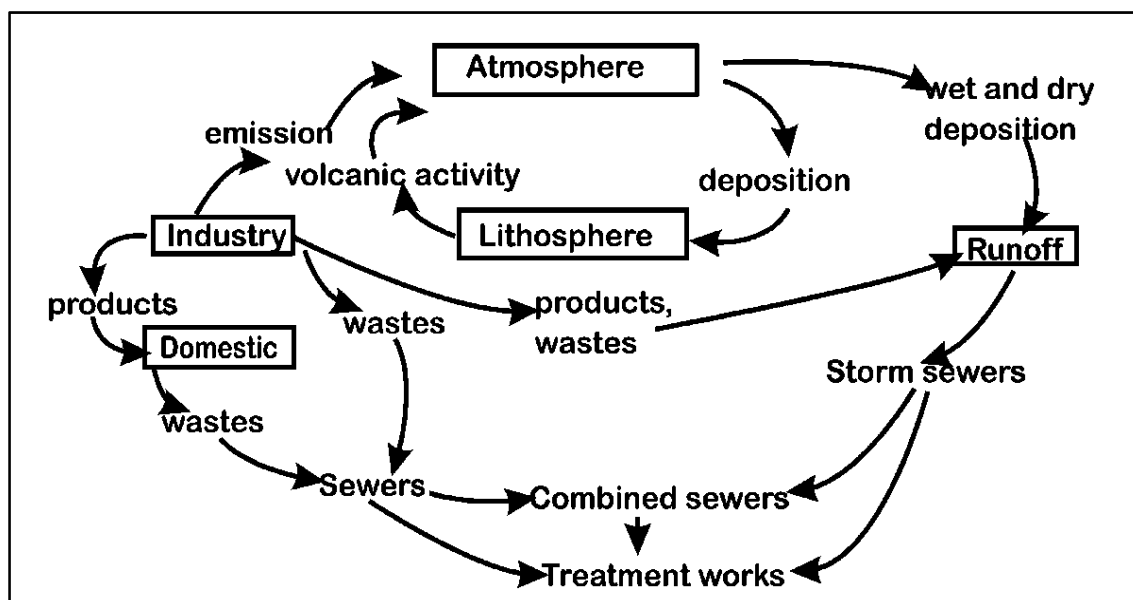 Atmosphere
wet and dry
deposition
emission
volcanic activity
deposition
Industry
Lithosphere
Runoff
products
wastes
products,
wastes
Domestic
Storm sewers
wastes
Sewers
Combined sewers
Treatment works